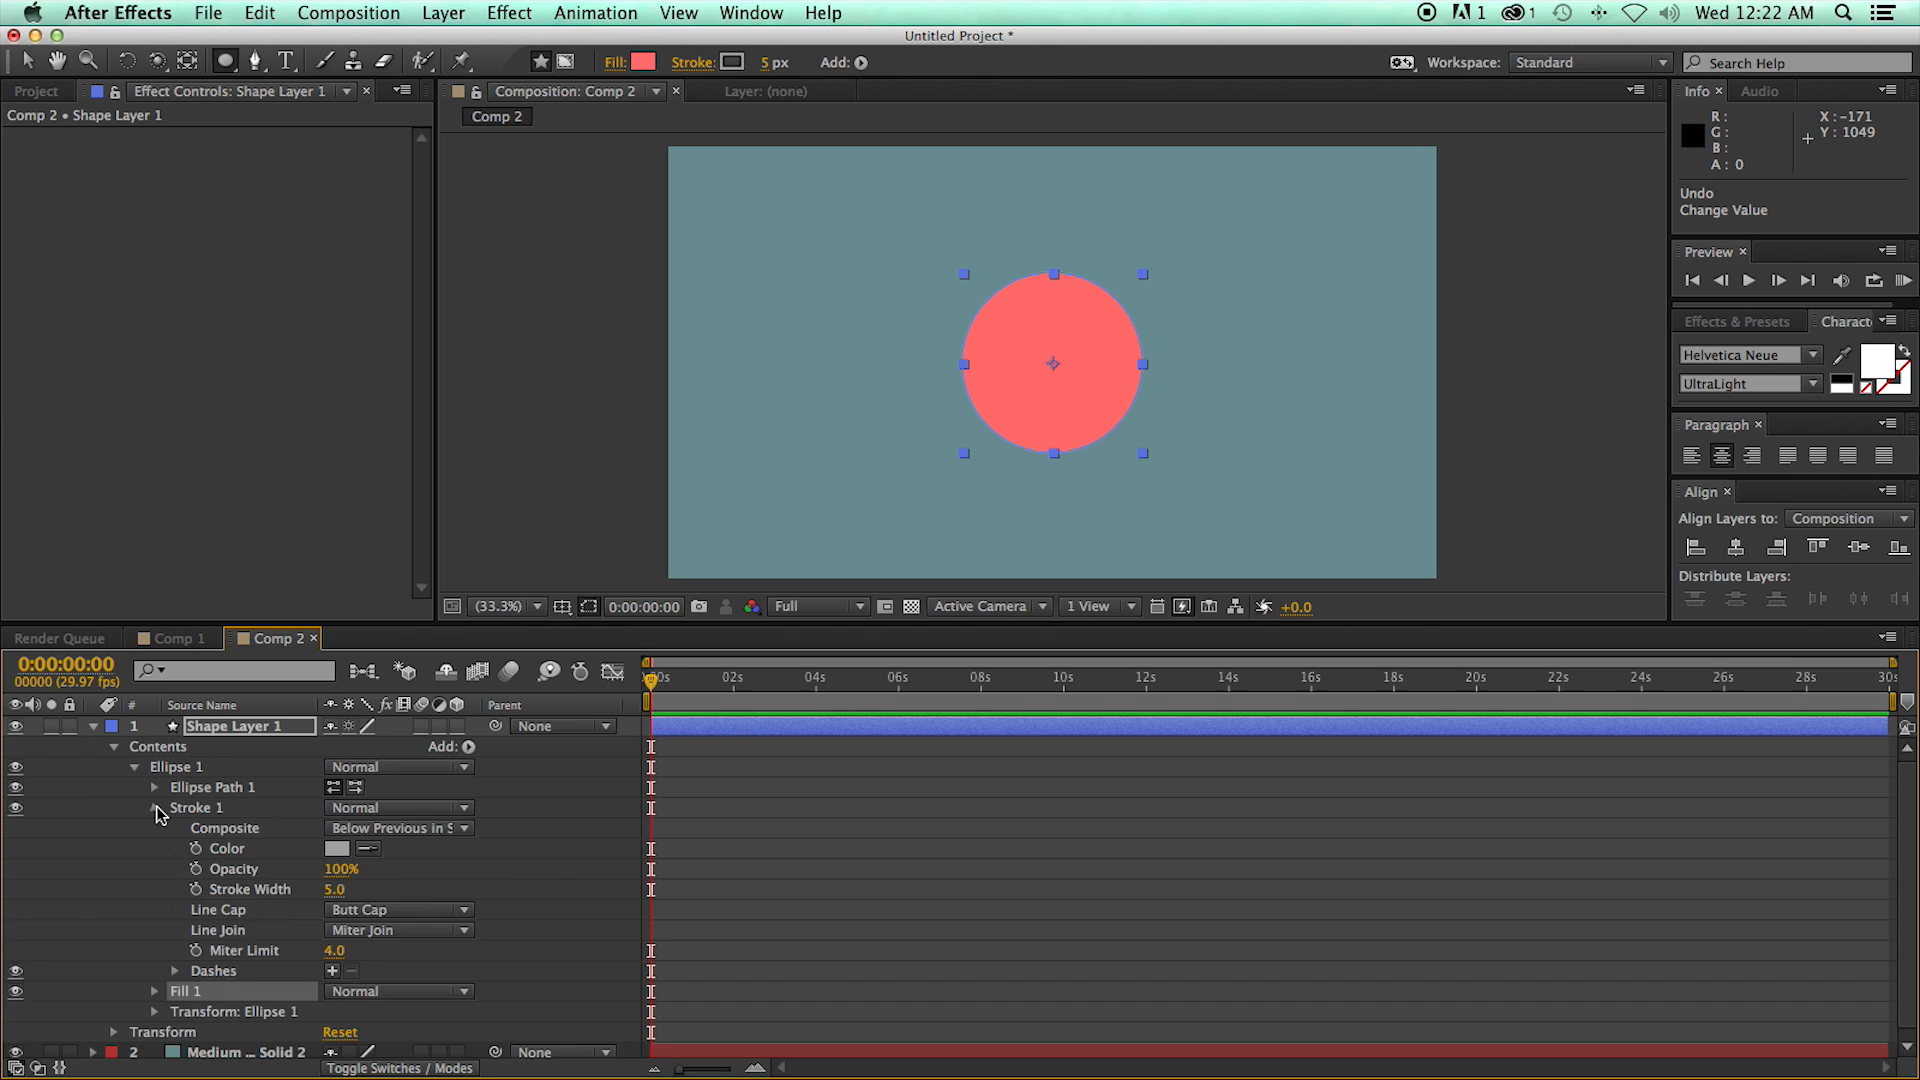 After Effects File Edit Composition Layer Effect Animation View Window Help 1 1 Wed 12:22 AM
Untitled Project *
Fill: Stroke: 5 px Add: Workspace: Standard Search Help
Project Effect Controls: Shape Layer 1 × Composition: Comp 2 × Layer: (none) Info × Audio
Comp 2 • Shape Layer 1
Comp 2
R : X : -171
G : Y : 1049
B :
A : 0
Undo
Change Value
Preview ×
Effects & Presets Charact
Helvetica Neue
UltraLight
Paragraph ×
Align ×
Align Layers to: Composition
Distribute Layers:
(33.3%) 0:00:00:00 Full Active Camera 1 View +0.0
Render Queue Comp 1 Comp 2 ×
0:00:00:00
00000 (29.97 fps)
02s 04s 06s 08s 10s 12s 14s 16s 18s 20s 22s 24s 26s 28s 30s
# Source Name fx Parent
1 Shape Layer 1 None
Contents Add:
Ellipse 1 Normal
Ellipse Path 1
Stroke 1 Normal
Composite Below Previous in S
Color
Opacity 100%
Stroke Width 5.0
Line Cap Butt Cap
Line Join Miter Join
Miter Limit 4.0
Dashes + −
Fill 1 Normal
Transform: Ellipse 1
Transform Reset
2 Medium ... Solid 2 None
Toggle Switches / Modes